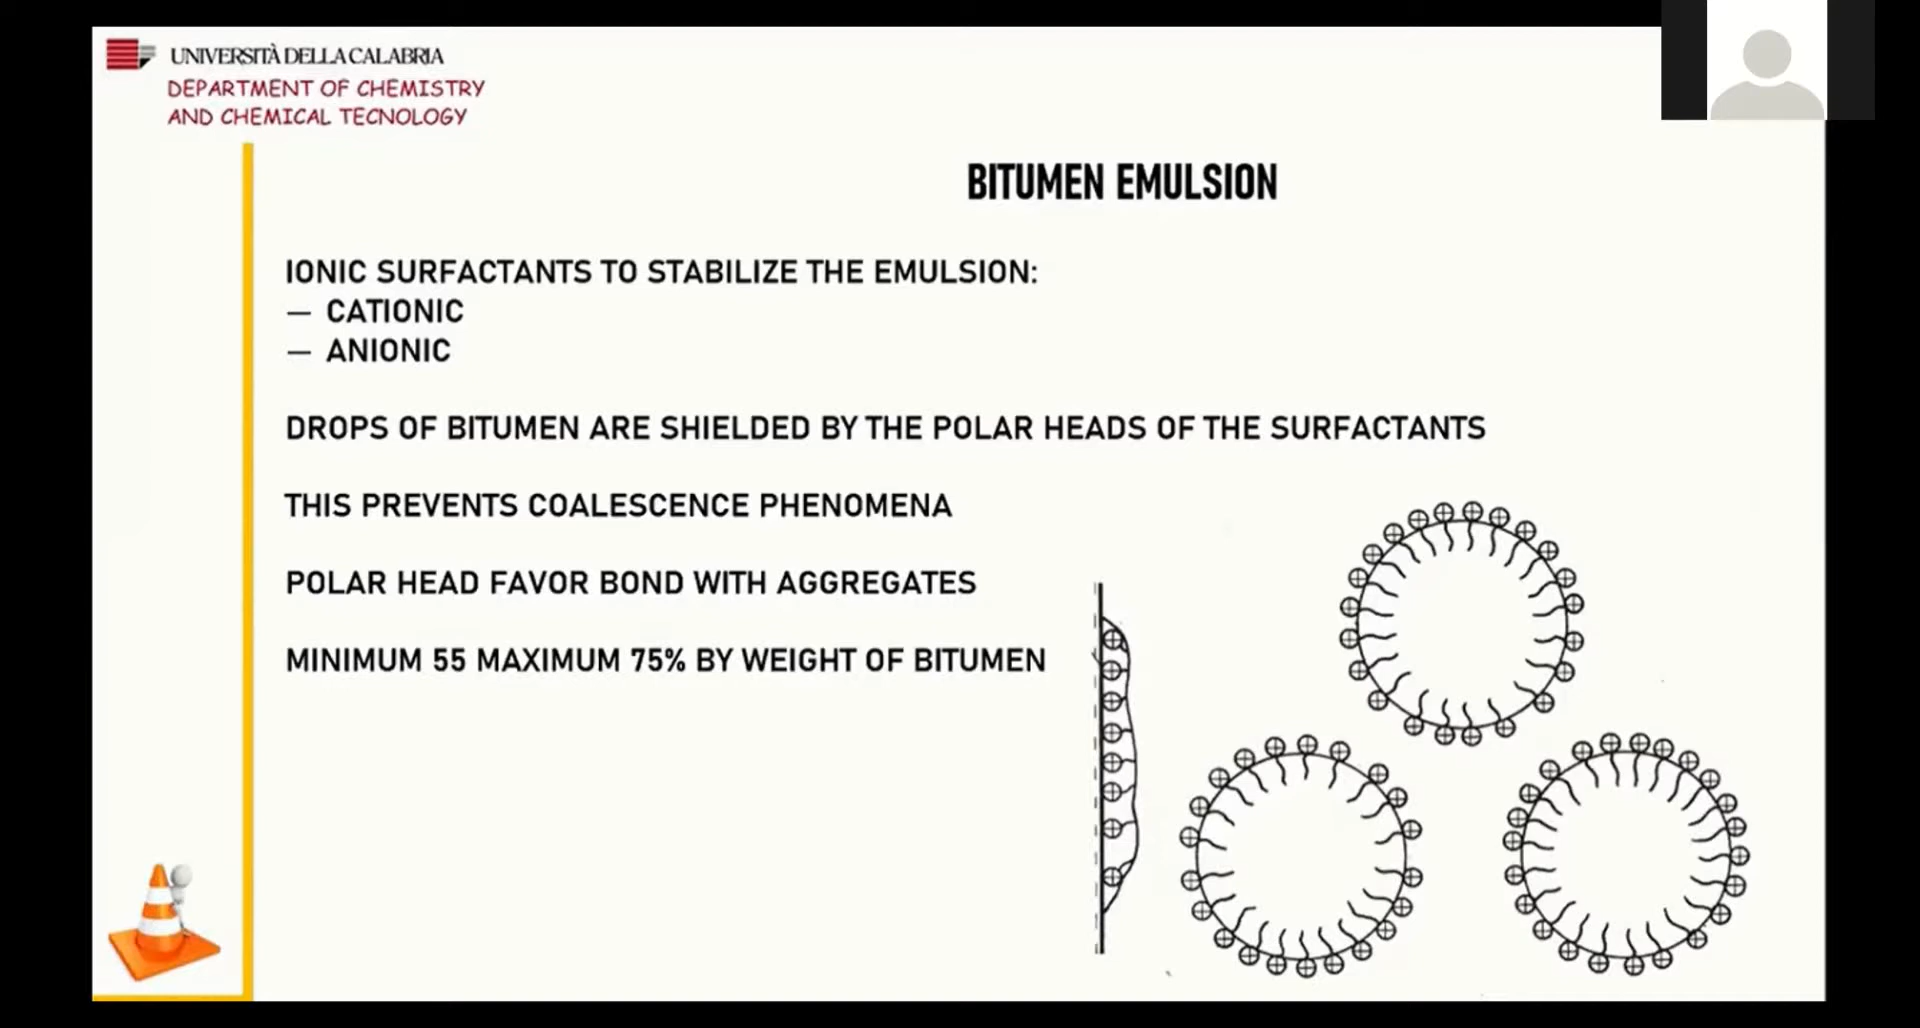 UNIVERSITÀ DELLA CALABRIA
DEPARTMENT OF CHEMISTRY
AND CHEMICAL TECNOLOGY
BITUMEN EMULSION
IONIC SURFACTANTS TO STABILIZE THE EMULSION:
— CATIONIC
— ANIONIC
DROPS OF BITUMEN ARE SHIELDED BY THE POLAR HEADS OF THE SURFACTANTS
THIS PREVENTS COALESCENCE PHENOMENA
POLAR HEAD FAVOR BOND WITH AGGREGATES
MINIMUM 55 MAXIMUM 75% BY WEIGHT OF BITUMEN